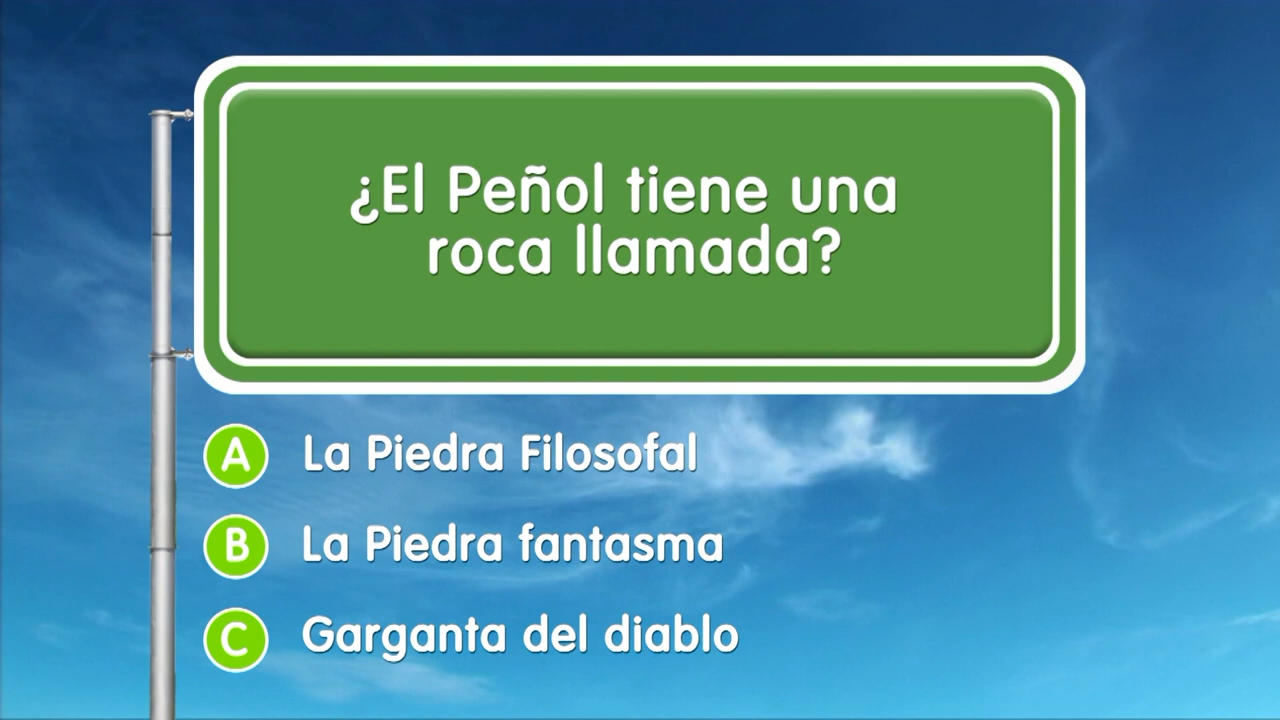 ¿El Peñol tiene una
roca llamada?
A La Piedra Filosofal
B La Piedra fantasma
C Garganta del diablo